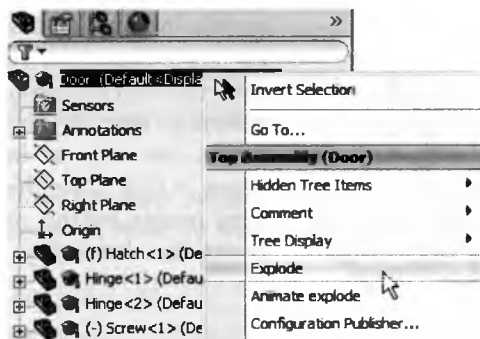 »
Door (Default<Displa
Sensors
Annotations
Front Plane
Top Plane
Right Plane
Origin
(f) Hatch<1> (De
Hinge<1> (Defau
Hinge<2> (Defau
(-) Screw<1> (De
Invert Selection
Go To...
Top Assembly (Door)
Hidden Tree Items
Comment
Tree Display
Explode
Animate explode
Configuration Publisher...